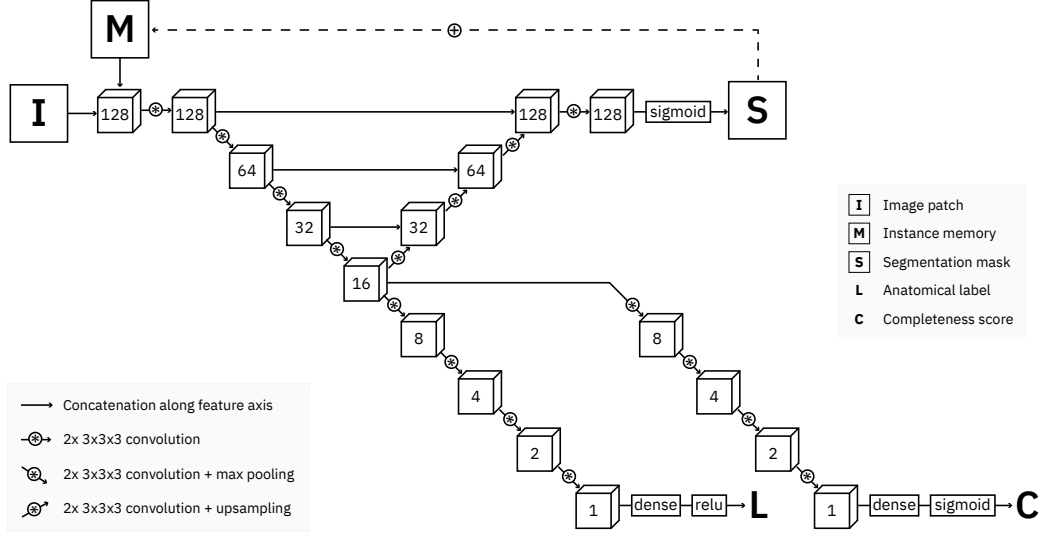 M
I
128
128
128
128
sigmoid
S
64
64
32
32
16
8
8
4
4
2
2
1
dense
relu
L
1
dense
sigmoid
C
I Image patch
M Instance memory
S Segmentation mask
L Anatomical label
C Completeness score
Concatenation along feature axis
2x 3x3x3 convolution
2x 3x3x3 convolution + max pooling
2x 3x3x3 convolution + upsampling